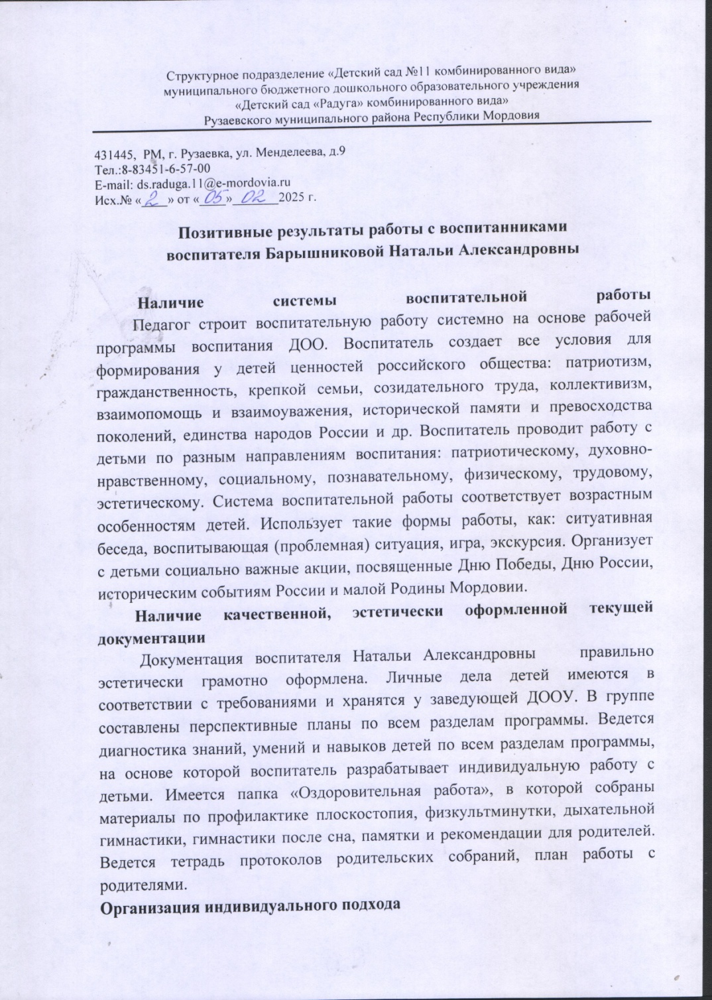 Структурное подразделение «Детский сад №11 комбинированного вида»
муниципального бюджетного дошкольного образовательного учреждения
«Детский сад «Радуга» комбинированного вида»
Рузаевского муниципального района Республики Мордовия
431445, РМ, г. Рузаевка, ул. Менделеева, д.9
Тел.:8-83451-6-57-00
E-mail: ds.raduga.11@e-mordovia.ru
Исх.№ «2» от «05» 02 2025 г.
Позитивные результаты работы с воспитанниками
воспитателя Барышниковой Натальи Александровны
Наличие системы воспитательной работы
Педагог строит воспитательную работу системно на основе рабочей
программы воспитания ДОО. Воспитатель создает все условия для
формирования у детей ценностей российского общества: патриотизм,
гражданственность, крепкой семьи, созидательного труда, коллективизм,
взаимопомощь и взаимоуважения, исторической памяти и превосходства
поколений, единства народов России и др. Воспитатель проводит работу с
детьми по разным направлениям воспитания: патриотическому, духовно-
нравственному, социальному, познавательному, физическому, трудовому,
эстетическому. Система воспитательной работы соответствует возрастным
особенностям детей. Использует такие формы работы, как: ситуативная
беседа, воспитывающая (проблемная) ситуация, игра, экскурсия. Организует
с детьми социально важные акции, посвященные Дню Победы, Дню России,
историческим событиям России и малой Родины Мордовии.
Наличие качественной, эстетически оформленной текущей
документации
Документация воспитателя Натальи Александровны правильно
эстетически грамотно оформлена. Личные дела детей имеются в
соответствии с требованиями и хранятся у заведующей ДООУ. В группе
составлены перспективные планы по всем разделам программы. Ведется
диагностика знаний, умений и навыков детей по всем разделам программы,
на основе которой воспитатель разрабатывает индивидуальную работу с
детьми. Имеется папка «Оздоровительная работа», в которой собраны
материалы по профилактике плоскостопия, физкультминутки, дыхательной
гимнастики, гимнастики после сна, памятки и рекомендации для родителей.
Ведется тетрадь протоколов родительских собраний, план работы с
родителями.
Организация индивидуального подхода